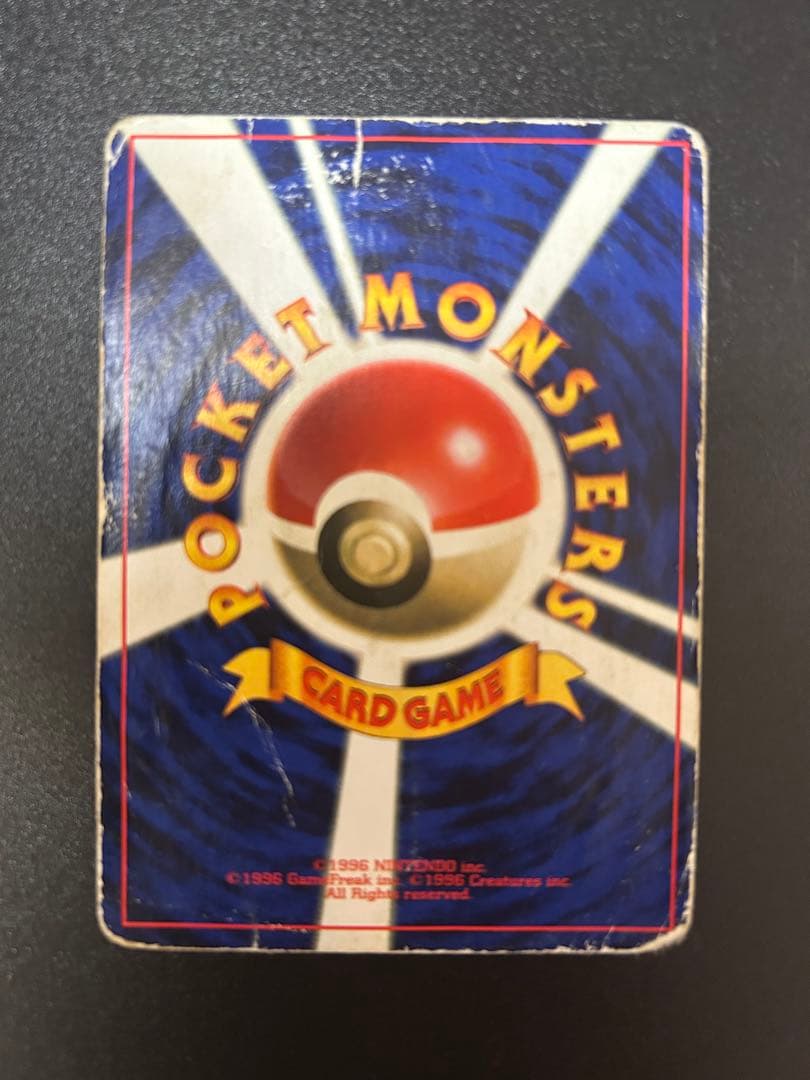 POCKET MONSTERS
CARD GAME
©1996 NINTENDO inc.
©1996 GameFreak inc. ©1996 Creatures inc.
All Rights reserved.